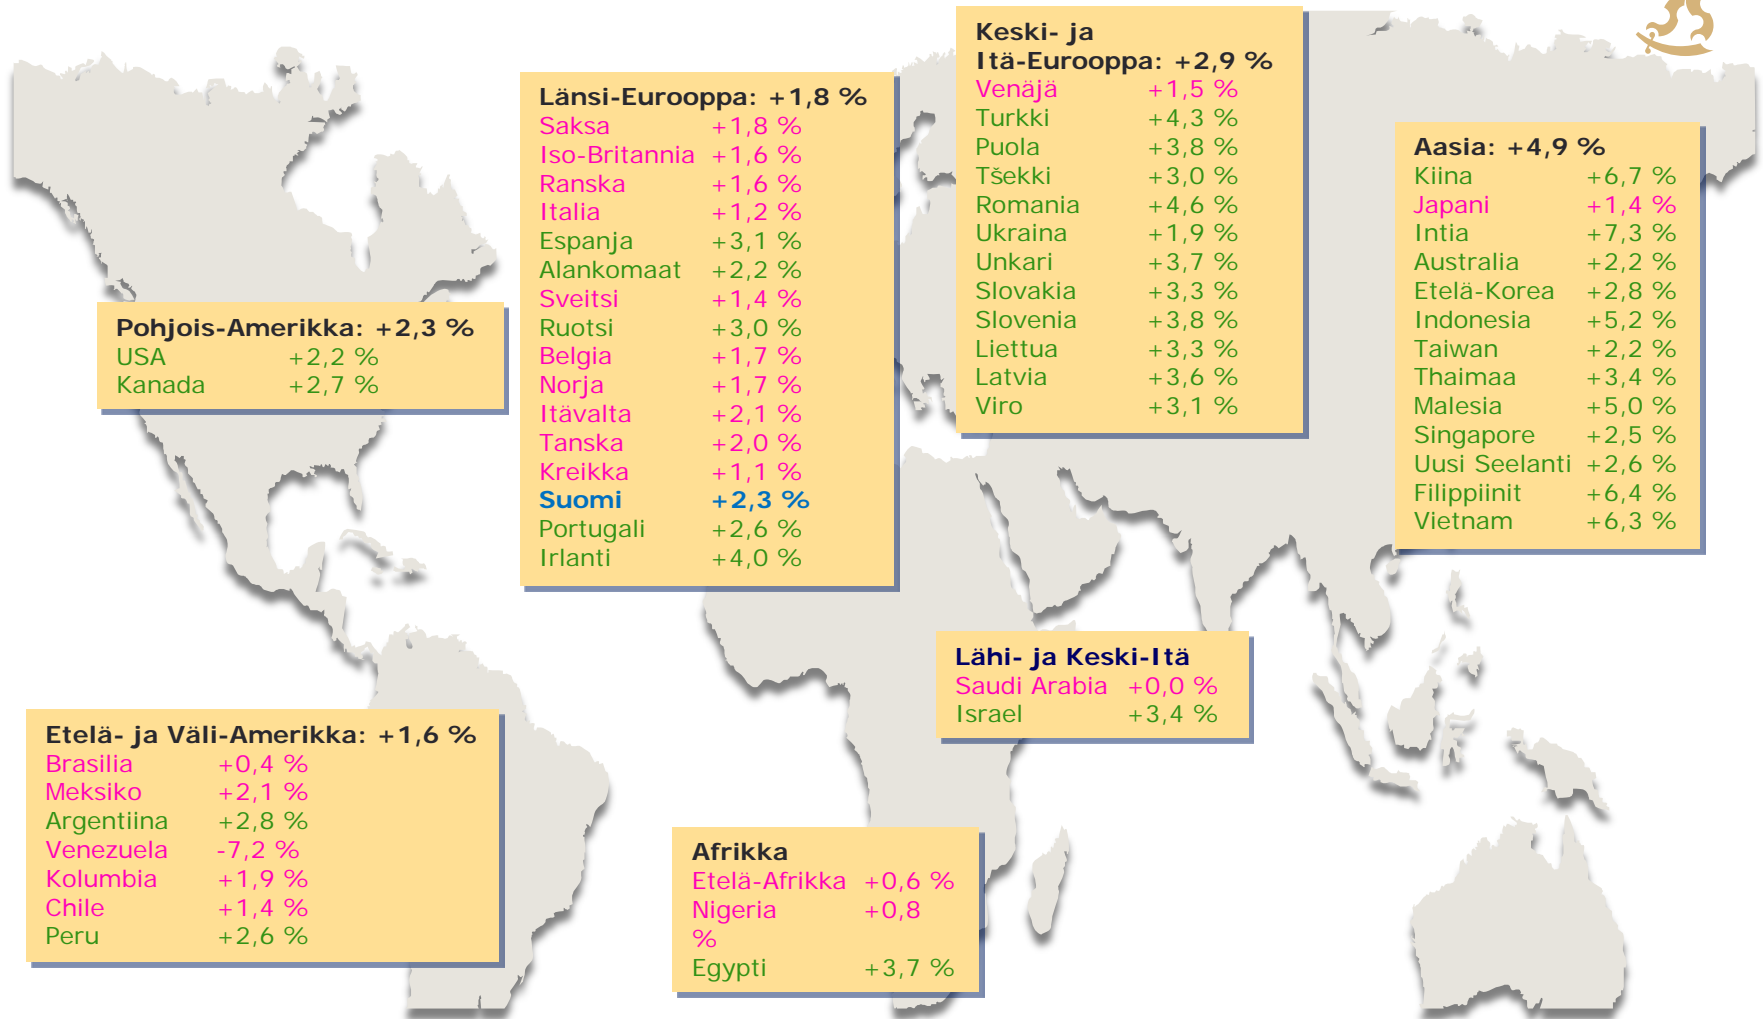 Keski- ja
Itä-Eurooppa: +2,9 %
Venäjä +1,5 %
Turkki +4,3 %
Puola +3,8 %
Tšekki +3,0 %
Romania +4,6 %
Ukraina +1,9 %
Unkari +3,7 %
Slovakia +3,3 %
Slovenia +3,8 %
Liettua +3,3 %
Latvia +3,6 %
Viro +3,1 %
Länsi-Eurooppa: +1,8 %
Saksa +1,8 %
Iso-Britannia +1,6 %
Ranska +1,6 %
Italia +1,2 %
Espanja +3,1 %
Alankomaat +2,2 %
Sveitsi +1,4 %
Ruotsi +3,0 %
Belgia +1,7 %
Norja +1,7 %
Itävalta +2,1 %
Tanska +2,0 %
Kreikka +1,1 %
Suomi +2,3 %
Portugali +2,6 %
Irlanti +4,0 %
Aasia: +4,9 %
Kiina +6,7 %
Japani +1,4 %
Intia +7,3 %
Australia +2,2 %
Etelä-Korea +2,8 %
Indonesia +5,2 %
Taiwan +2,2 %
Thaimaa +3,4 %
Malesia +5,0 %
Singapore +2,5 %
Uusi Seelanti +2,6 %
Filippiinit +6,4 %
Vietnam +6,3 %
Pohjois-Amerikka: +2,3 %
USA +2,2 %
Kanada +2,7 %
Lähi- ja Keski-Itä
Saudi Arabia +0,0 %
Israel +3,4 %
Etelä- ja Väli-Amerikka: +1,6 %
Brasilia +0,4 %
Meksiko +2,1 %
Argentiina +2,8 %
Venezuela -7,2 %
Kolumbia +1,9 %
Chile +1,4 %
Peru +2,6 %
Afrikka
Etelä-Afrikka +0,6 %
Nigeria +0,8
%
Egypti +3,7 %